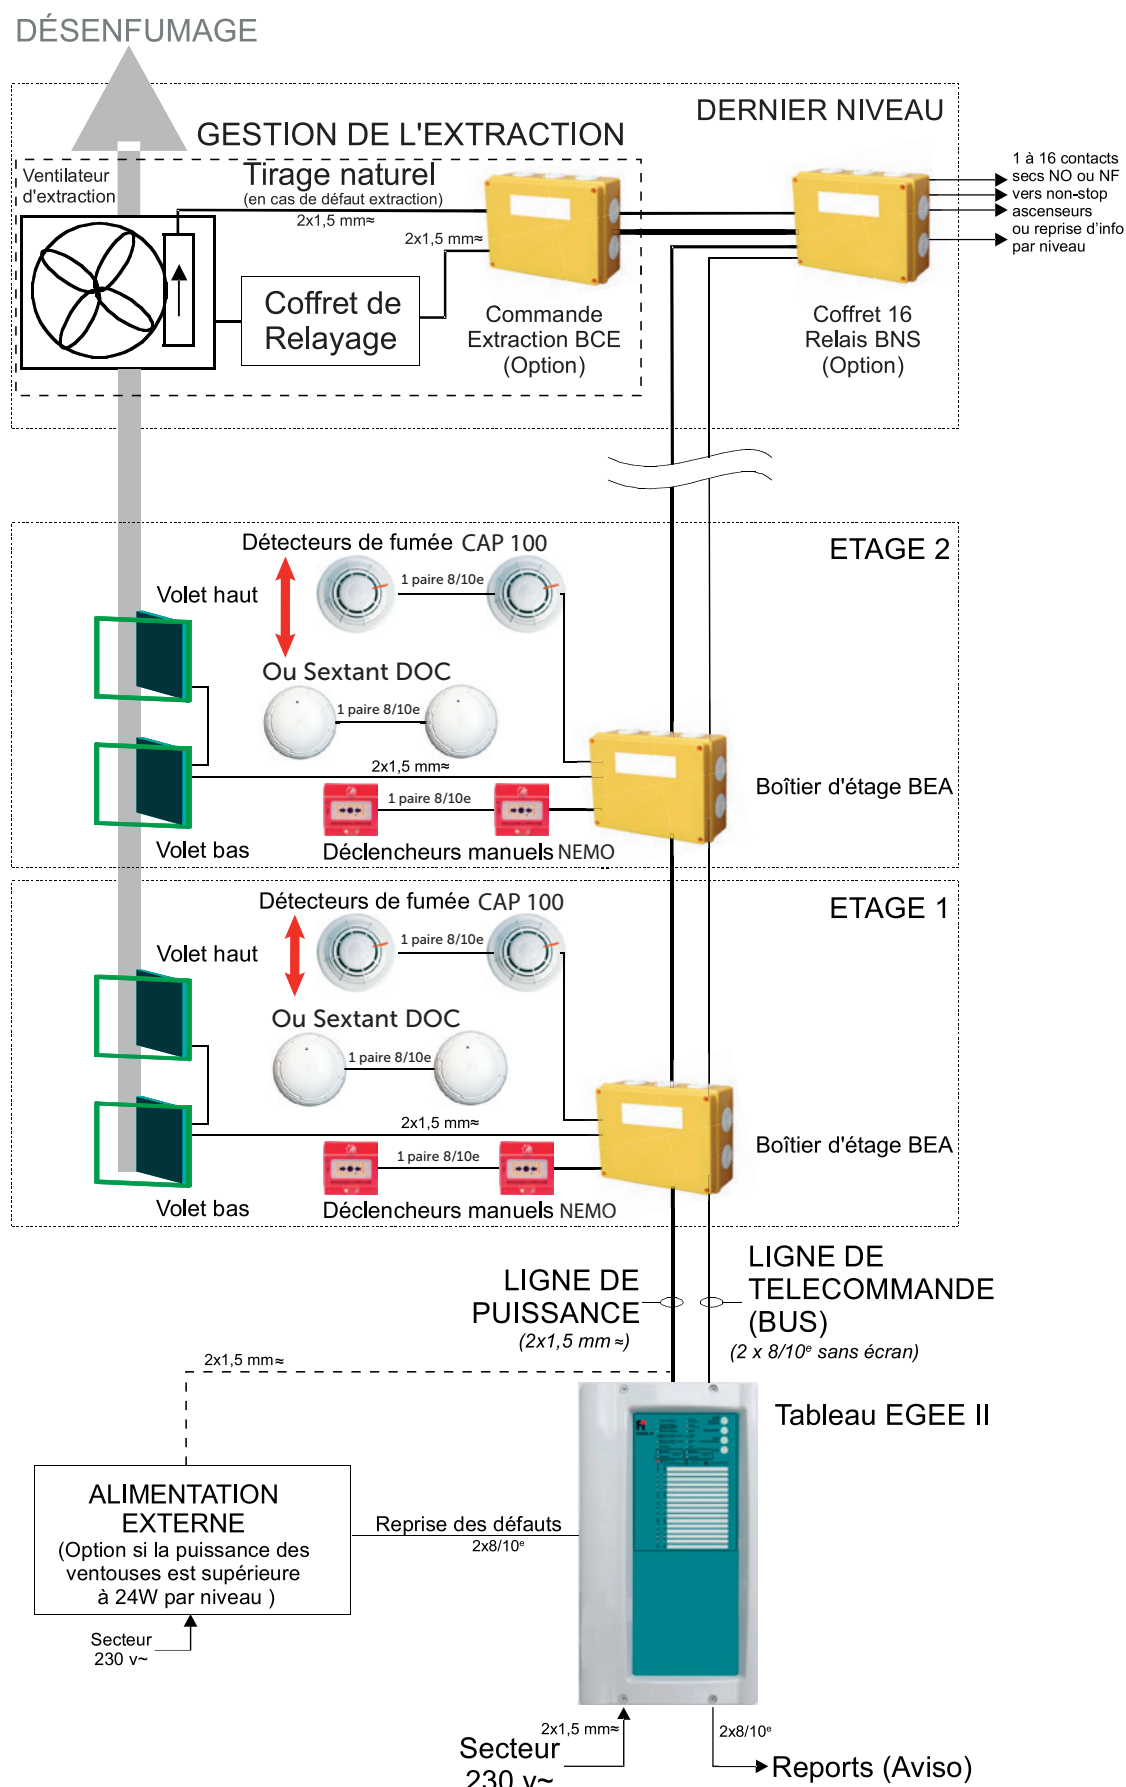 DÉSENFUMAGE
DERNIER NIVEAU
GESTION DE L'EXTRACTION
Ventilateur
d'extraction
Tirage naturel
(en cas de défaut extraction)
2x1,5 mm≈
2x1,5 mm≈
1 à 16 contacts
secs NO ou NF
vers non-stop
ascenseurs
ou reprise d'info
par niveau
Coffret de
Relayage
Commande
Extraction BCE
(Option)
Coffret 16
Relais BNS
(Option)
ETAGE 2
Détecteurs de fumée CAP 100
1 paire 8/10e
Volet haut
Ou Sextant DOC
1 paire 8/10e
2x1,5 mm≈
1 paire 8/10e
Boîtier d'étage BEA
Volet bas
Déclencheurs manuels NEMO
ETAGE 1
Détecteurs de fumée CAP 100
1 paire 8/10e
Volet haut
Ou Sextant DOC
1 paire 8/10e
2x1,5 mm≈
1 paire 8/10e
Boîtier d'étage BEA
Volet bas
Déclencheurs manuels NEMO
LIGNE DE
PUISSANCE
(2x1,5 mm≈)
LIGNE DE
TELECOMMANDE
(BUS)
(2 x 8/10e sans écran)
2x1,5 mm≈
Tableau EGEE II
ALIMENTATION
EXTERNE
(Option si la puissance des
ventouses est supérieure
à 24W par niveau )
Reprise des défauts
2x8/10e
Secteur
230 v~
2x1,5 mm≈
2x8/10e
Secteur
230 v~
Reports (Aviso)